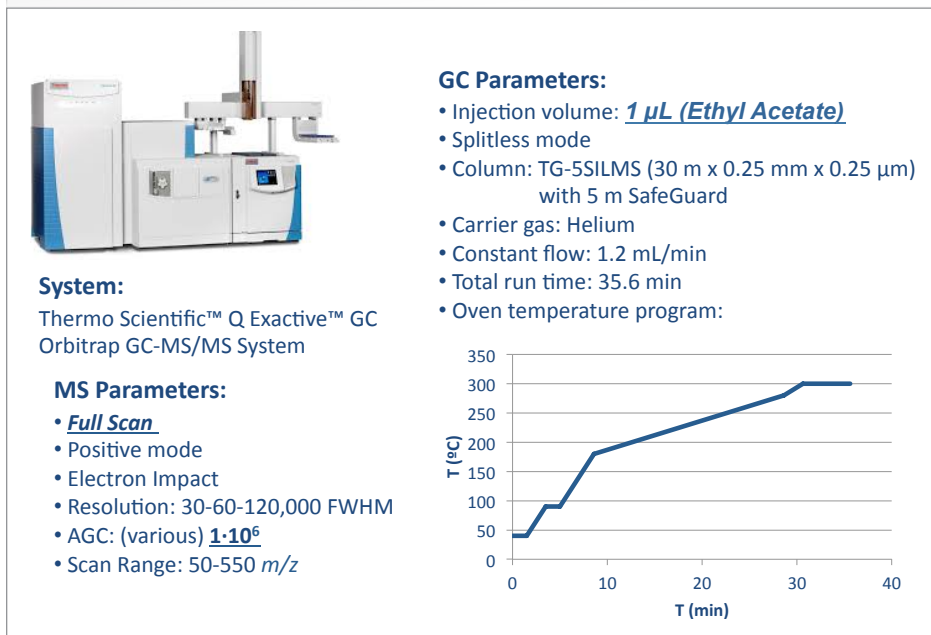 GC Parameters:
• Injection volume: 1 µL (Ethyl Acetate)
• Splitless mode
• Column: TG-5SILMS (30 m x 0.25 mm x 0.25 µm)
with 5 m SafeGuard
• Carrier gas: Helium
• Constant flow: 1.2 mL/min
• Total run time: 35.6 min
• Oven temperature program:
System:
Thermo Scientific™ Q Exactive™ GC
Orbitrap GC-MS/MS System
MS Parameters:
• Full Scan
• Positive mode
• Electron Impact
• Resolution: 30-60-120,000 FWHM
• AGC: (various) 1·10⁶
• Scan Range: 50-550 m/z
T (ºC)
350
300
250
200
150
100
50
0
0 10 20 30 40
T (min)